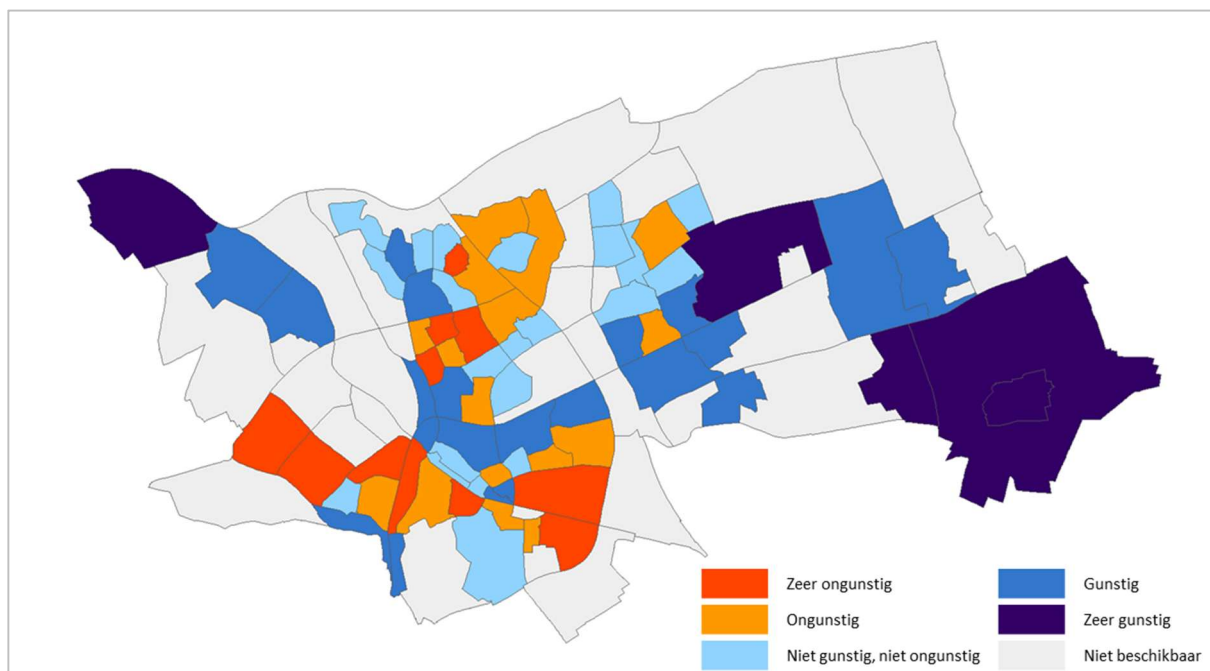 Zeer ongunstig
Gunstig
Ongunstig
Zeer gunstig
Niet gunstig, niet ongunstig
Niet beschikbaar